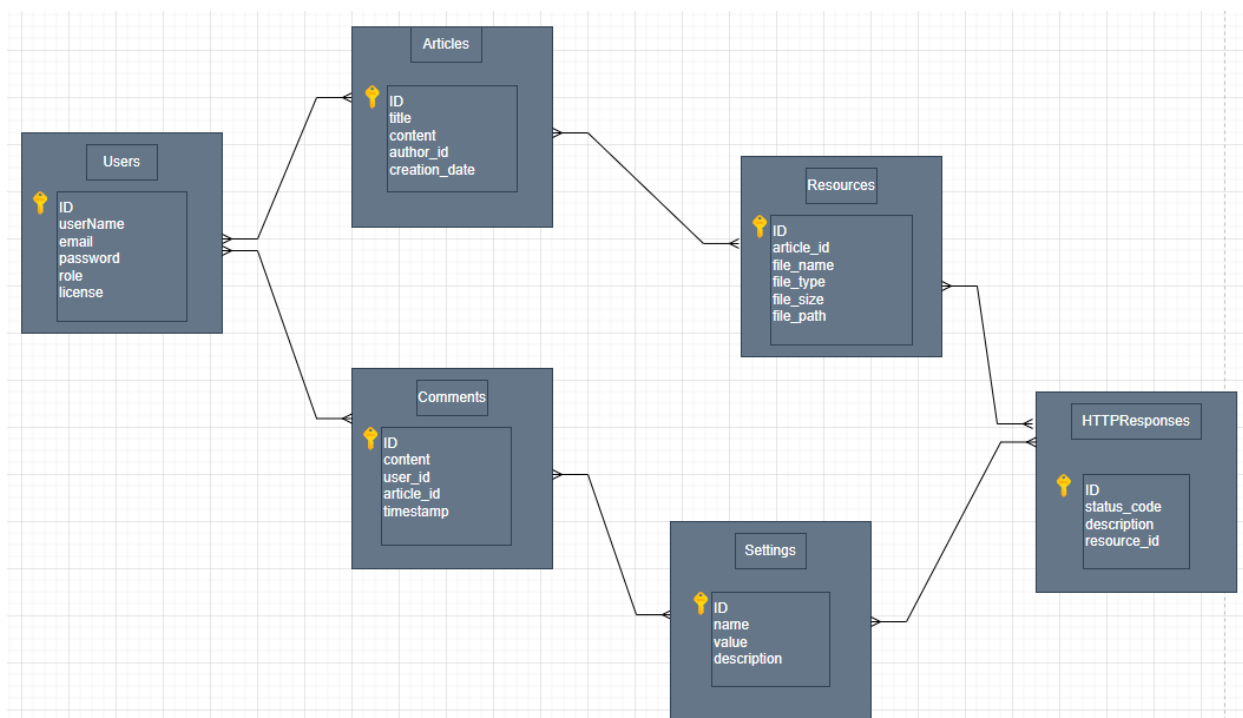 Articles
ID
title
content
author_id
creation_date
Users
ID
userName
email
password
role
license
Resources
ID
article_id
file_name
file_type
file_size
file_path
Comments
ID
content
user_id
article_id
timestamp
HTTPResponses
ID
status_code
description
resource_id
Settings
ID
name
value
description